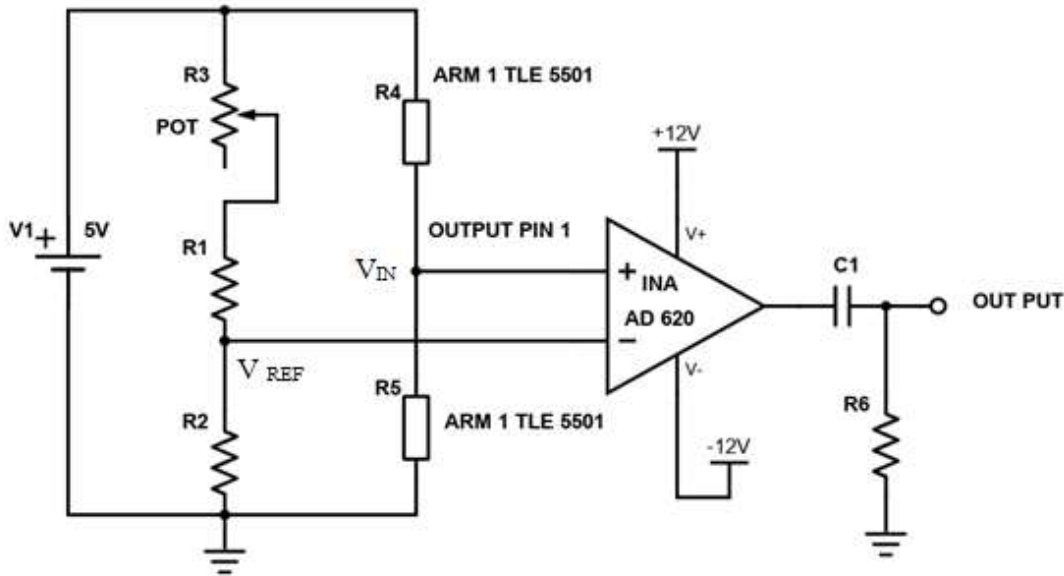 R3
POT
ARM 1 TLE 5501
R4
+12V
V1
+
5V
R1
OUTPUT PIN 1
V+
VIN
+
INA
C1
OUT PUT
AD 620
−
V REF
V-
R5
R2
ARM 1 TLE 5501
R6
-12V